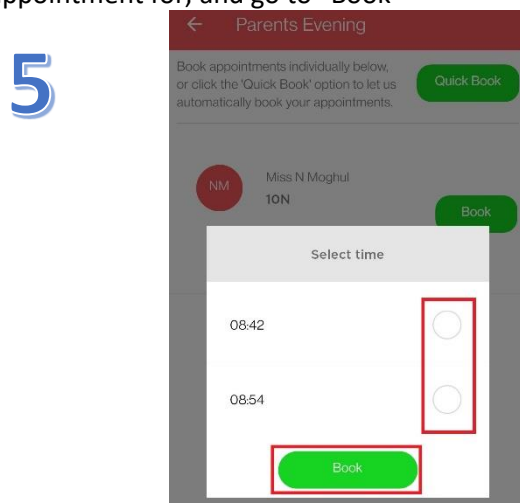 appointment for, and go to "Book"
5
← Parents Evening
Book appointments individually below,
or click the 'Quick Book' option to let us
automatically book your appointments.
Quick Book
NM
Miss N Moghul
10N
Book
Select time
08:42
08:54
Book